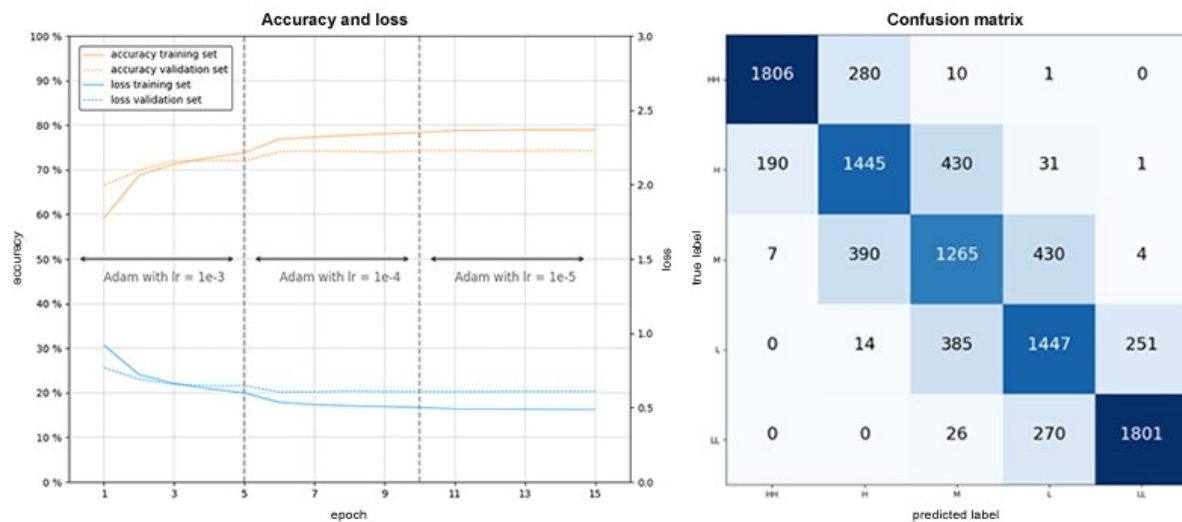 Accuracy and loss
100 %
90 %
80 %
70 %
60 %
50 %
40 %
30 %
20 %
10 %
0 %
accuracy
accuracy training set
accuracy validation set
loss training set
loss validation set
Adam with lr = 1e-3
Adam with lr = 1e-4
Adam with lr = 1e-5
3.0
2.5
2.0
1.5
1.0
0.5
0.0
loss
1 3 5 7 9 11 13 15
epoch
Confusion matrix
true label
HH 1806 280 10 1 0
H 190 1445 430 31 1
M 7 390 1265 430 4
L 0 14 385 1447 251
LL 0 0 26 270 1801
HH H M L LL
predicted label